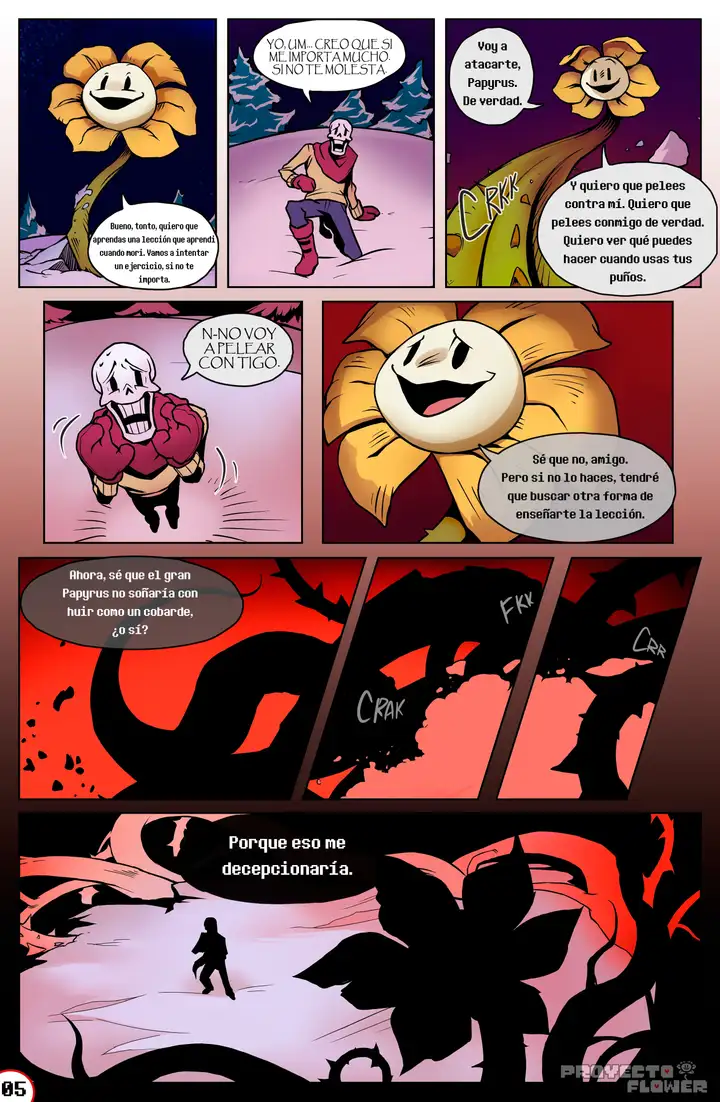 Bueno, tonto, quiero que
aprendas una lección que aprendi
cuando mori. Vamos a intentar
un ejercicio, si no te
importa.
YO, UM... CREO QUE SI
ME IMPORTA MUCHO.
SI NO TE MOLESTA.
Voy a
atacarte,
Papyrus.
De verdad.
CRKK
Y quiero que pelees
contra mí. Quiero que
pelees conmigo de verdad.
Quiero ver qué puedes
hacer cuando usas tus
puños.
N-NO VOY
A PELEAR
CON TIGO.
Sé que no, amigo.
Pero si no lo haces, tendré
que buscar otra forma de
enseñarte la lección.
Ahora, sé que el gran
Papyrus no soñaría con
huir como un cobarde,
¿o sí?
CRAK
FKK
CRR
Porque eso me
decepcionaría.
PROYECTO
FLOWER
05